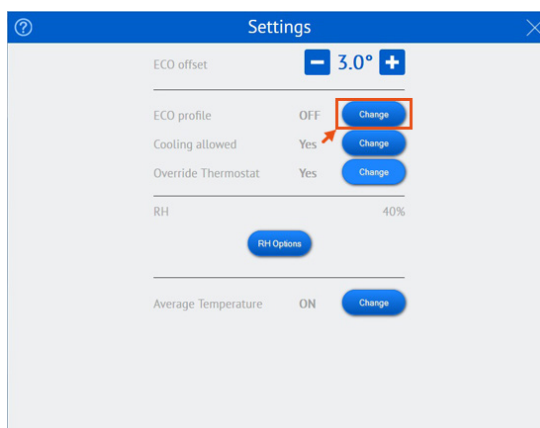 ? Settings
ECO offset 3.0°
ECO profile OFF Change
Cooling allowed Yes Change
Override Thermostat Yes Change
RH 40%
RH Options
Average Temperature ON Change